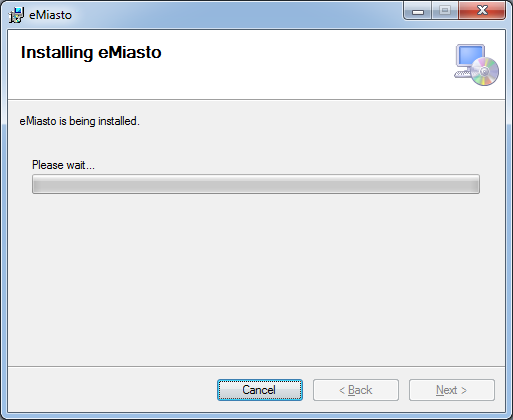 eMiasto
Installing eMiasto
eMiasto is being installed.
Please wait...
Cancel
< Back
Next >